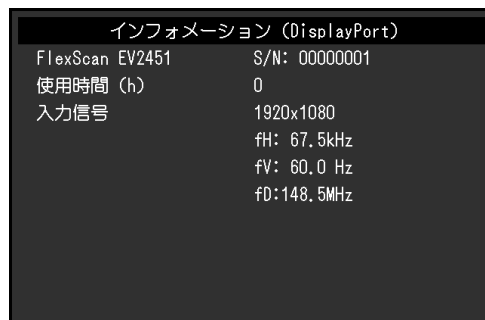 インフォメーション (DisplayPort)
FlexScan EV2451 S/N: 00000001
使用時間 (h) 0
入力信号 1920x1080
fH: 67.5kHz
fV: 60.0 Hz
fD:148.5MHz